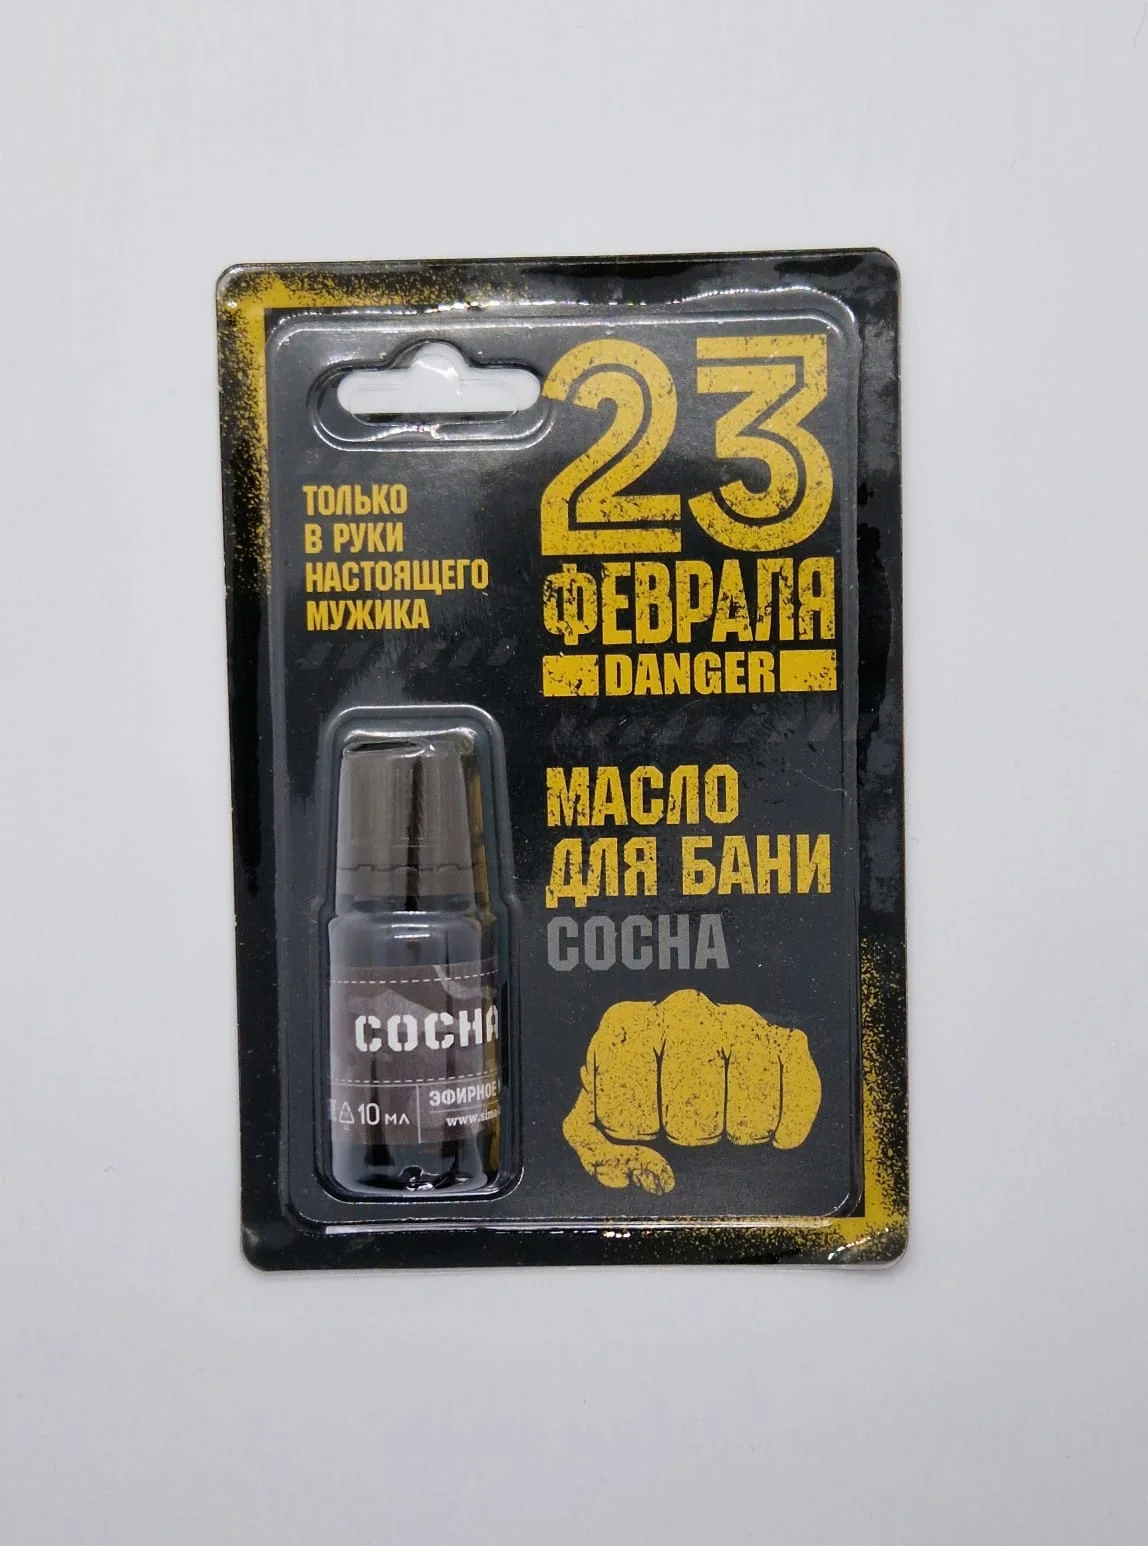 23
ФЕВРАЛЯ
DANGER
ТОЛЬКО
В РУКИ
НАСТОЯЩЕГО
МУЖИКА
МАСЛО
ДЛЯ БАНИ
СОСНА
СОСНА
ЭФИРНОЕ
10 МЛ